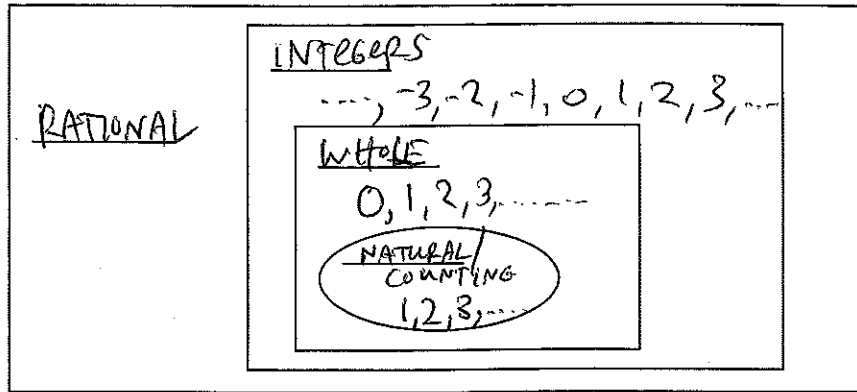 INTEGERS
...., -3, -2, -1, 0, 1, 2, 3, ...
RATIONAL
WHOLE
0, 1, 2, 3, .......
NATURAL/
COUNTING
1, 2, 3, ....